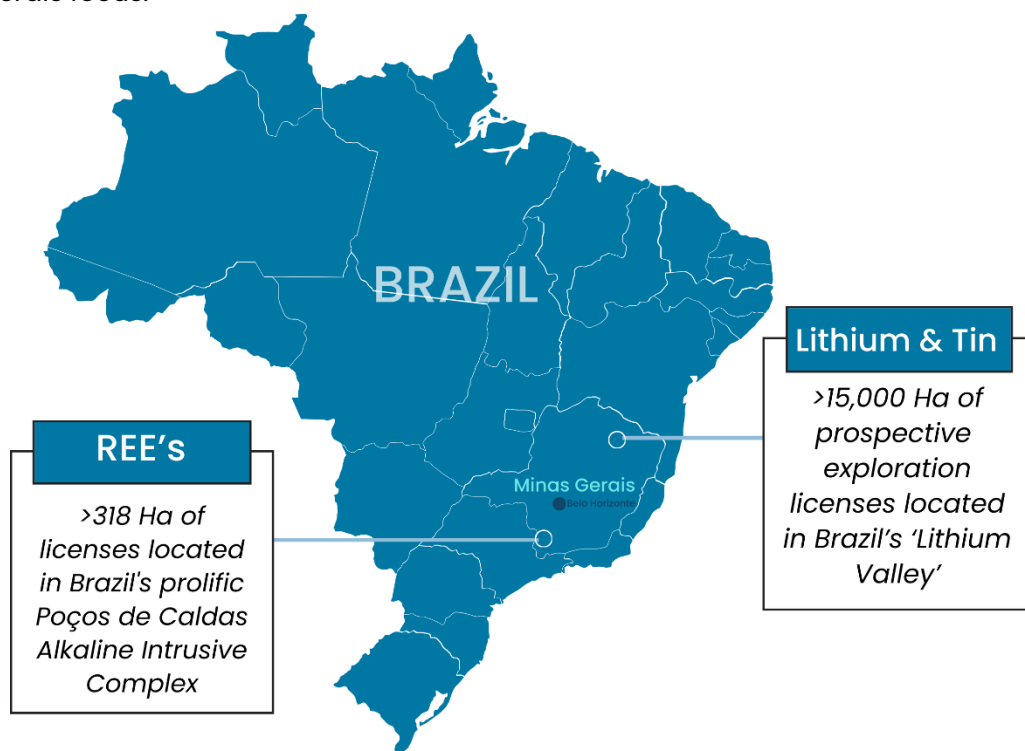 BRAZIL
Lithium & Tin
>15,000 Ha of
prospective
exploration
licenses located
in Brazil's ‘Lithium
Valley’
REE’s
>318 Ha of
licenses located
in Brazil's prolific
Poços de Caldas
Alkaline Intrusive
Complex
Minas Gerais
Belo Horizonte